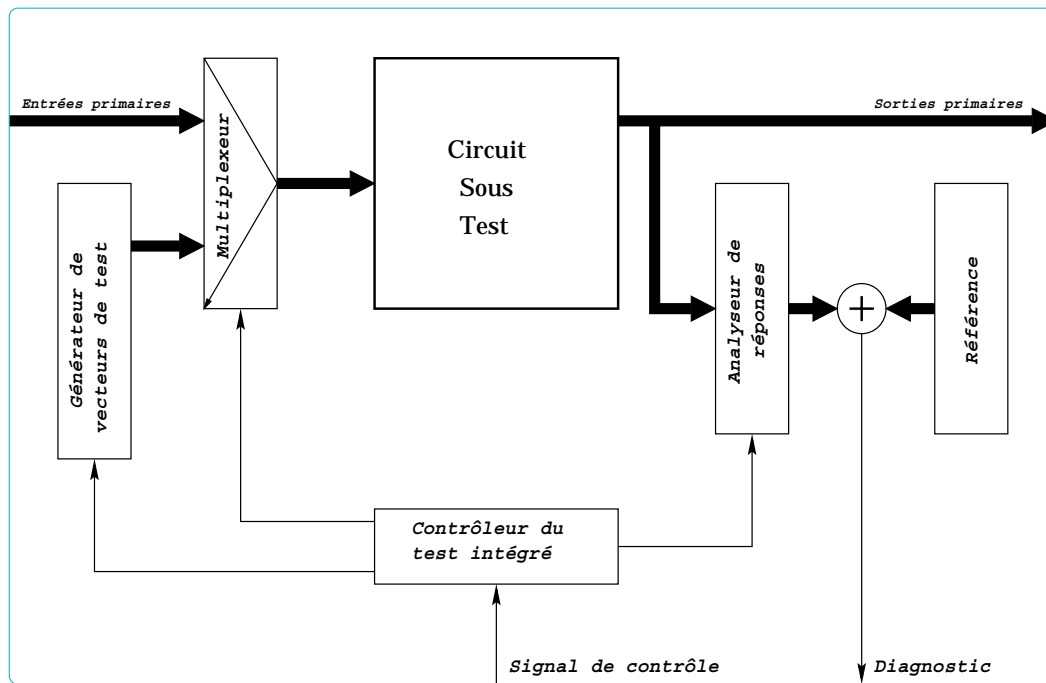 Entrées primaires
Sorties primaires
Multiplexeur
Circuit
Sous
Test
Générateur de
vecteurs de test
Analyseur de
réponses
+
Référence
Contrôleur du
test intégré
Signal de contrôle
Diagnostic